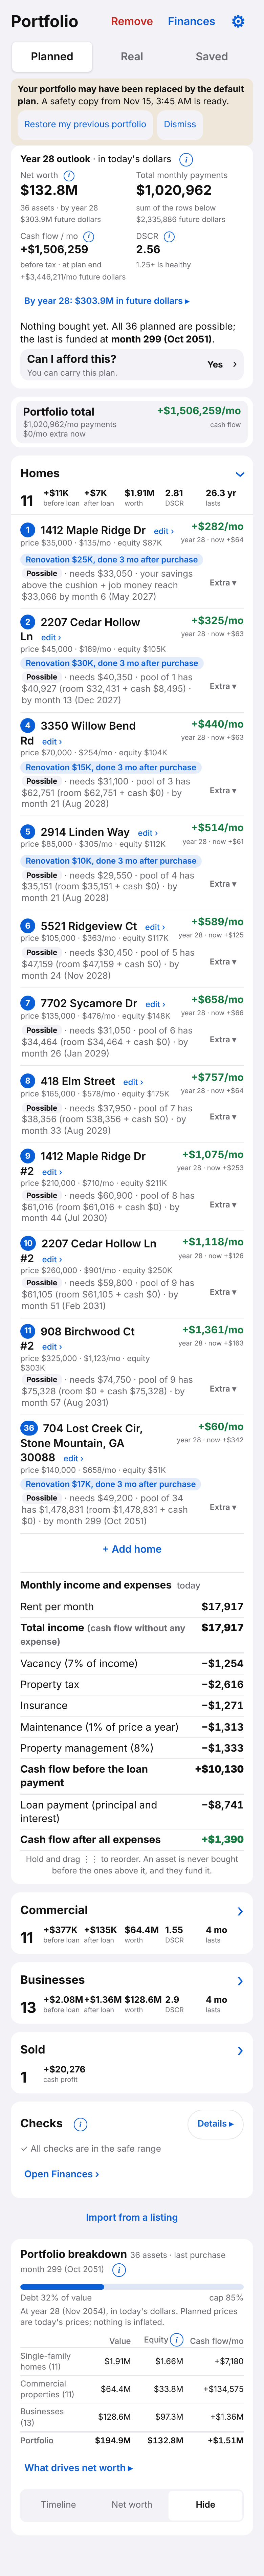 Portfolio
Remove
Finances
Planned
Real
Saved
Your portfolio may have been replaced by the default
plan. A safety copy from Nov 15, 3:45 AM is ready.
Restore my previous portfolio
Dismiss
Year 28 outlook · in today's dollars
Net worth
$132.8M
36 assets · by year 28
$303.9M future dollars
Total monthly payments
$1,020,962
sum of the rows below
$2,335,886 future dollars
Cash flow / mo
+$1,506,259
before tax · at plan end
+$3,446,211/mo future dollars
DSCR
2.56
1.25+ is healthy
By year 28: $303.9M in future dollars ▸
Nothing bought yet. All 36 planned are possible;
the last is funded at month 299 (Oct 2051).
Can I afford this?
You can carry this plan.
Yes ›
Portfolio total
$1,020,962/mo payments
$0/mo extra now
+$1,506,259/mo
cash flow
Homes
11
+$11K before loan
+$7K after loan
$1.91M worth
2.81 DSCR
26.3 yr lasts
1 1412 Maple Ridge Dr edit ›
+$282/mo
price $35,000 · $135/mo · equity $87K
year 28 · now +$64
Renovation $25K, done 3 mo after purchase
Possible · needs $33,050 · your savings
above the cushion + job money reach
$33,066 by month 6 (May 2027)
Extra ▾
2 2207 Cedar Hollow
Ln edit ›
+$325/mo
year 28 · now +$63
price $45,000 · $169/mo · equity $105K
Renovation $30K, done 3 mo after purchase
Possible · needs $40,350 · pool of 1 has
$40,927 (room $32,431 + cash $8,495) ·
by month 13 (Dec 2027)
Extra ▾
4 3350 Willow Bend
Rd edit ›
+$440/mo
year 28 · now +$63
price $70,000 · $254/mo · equity $104K
Renovation $15K, done 3 mo after purchase
Possible · needs $31,100 · pool of 3 has
$62,751 (room $62,751 + cash $0) · by
month 21 (Aug 2028)
Extra ▾
5 2914 Linden Way edit ›
+$514/mo
price $85,000 · $305/mo · equity $112K
year 28 · now +$61
Renovation $10K, done 3 mo after purchase
Possible · needs $29,550 · pool of 4 has
$35,151 (room $35,151 + cash $0) · by
month 21 (Aug 2028)
Extra ▾
6 5521 Ridgeview Ct edit ›
+$589/mo
price $105,000 · $363/mo · equity $117K
year 28 · now +$125
Possible · needs $30,450 · pool of 5 has
$47,159 (room $47,159 + cash $0) · by
month 24 (Nov 2028)
Extra ▾
7 7702 Sycamore Dr edit ›
+$658/mo
price $135,000 · $476/mo · equity $148K
year 28 · now +$66
Possible · needs $31,050 · pool of 6 has
$34,464 (room $34,464 + cash $0) · by
month 26 (Jan 2029)
Extra ▾
8 418 Elm Street edit ›
+$757/mo
price $165,000 · $578/mo · equity $175K
year 28 · now +$64
Possible · needs $37,950 · pool of 7 has
$38,356 (room $38,356 + cash $0) · by
month 33 (Aug 2029)
Extra ▾
9 1412 Maple Ridge Dr
#2 edit ›
+$1,075/mo
year 28 · now +$253
price $210,000 · $710/mo · equity $211K
Possible · needs $60,900 · pool of 8 has
$61,016 (room $61,016 + cash $0) · by
month 44 (Jul 2030)
Extra ▾
10 2207 Cedar Hollow Ln
#2 edit ›
+$1,118/mo
year 28 · now +$126
price $260,000 · $901/mo · equity $250K
Possible · needs $59,800 · pool of 9 has
$61,105 (room $61,105 + cash $0) · by
month 51 (Feb 2031)
Extra ▾
11 908 Birchwood Ct
#2 edit ›
+$1,361/mo
year 28 · now +$163
price $325,000 · $1,123/mo · equity
$303K
Possible · needs $74,750 · pool of 9 has
$75,328 (room $0 + cash $75,328) · by
month 57 (Aug 2031)
Extra ▾
36 704 Lost Creek Cir,
Stone Mountain, GA
30088 edit ›
+$60/mo
year 28 · now +$342
price $140,000 · $658/mo · equity $51K
Renovation $17K, done 3 mo after purchase
Possible · needs $49,200 · pool of 34
has $1,478,831 (room $1,478,831 + cash
$0) · by month 299 (Oct 2051)
Extra ▾
+ Add home
Monthly income and expenses today
Rent per month $17,917
Total income (cash flow without any
expense) $17,917
Vacancy (7% of income) −$1,254
Property tax −$2,616
Insurance −$1,271
Maintenance (1% of price a year) −$1,313
Property management (8%) −$1,333
Cash flow before the loan
payment +$10,130
Loan payment (principal and
interest) −$8,741
Cash flow after all expenses +$1,390
Hold and drag ⋮⋮ to reorder. An asset is never bought
before the ones above it, and they fund it.
Commercial
11
+$377K before loan
+$135K after loan
$64.4M worth
1.55 DSCR
4 mo lasts
Businesses
13
+$2.08M before loan
+$1.36M after loan
$128.6M worth
2.9 DSCR
4 mo lasts
Sold
1
+$20,276
cash profit
Checks
Details ▸
✓ All checks are in the safe range
Open Finances ›
Import from a listing
Portfolio breakdown 36 assets · last purchase
month 299 (Oct 2051)
Debt 32% of value
cap 85%
At year 28 (Nov 2054), in today's dollars. Planned prices
are today's prices; nothing is inflated.
Value Equity Cash flow/mo
Single-family
homes (11) $1.91M $1.66M +$7,180
Commercial
properties (11) $64.4M $33.8M +$134,575
Businesses
(13) $128.6M $97.3M +$1.36M
Portfolio $194.9M $132.8M +$1.51M
What drives net worth ▸
Timeline
Net worth
Hide